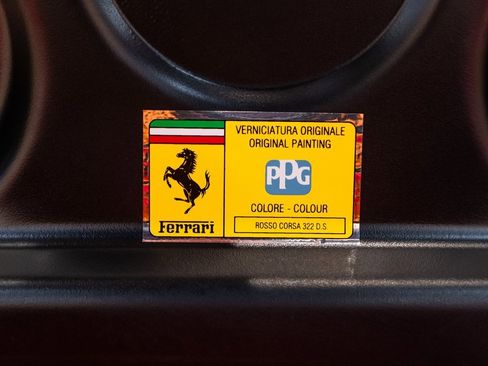 VERNICIATURA ORIGINALE
ORIGINAL PAINTING
PPG
COLORE - COLOUR
ROSSO CORSA 322 D.S.
Ferrari